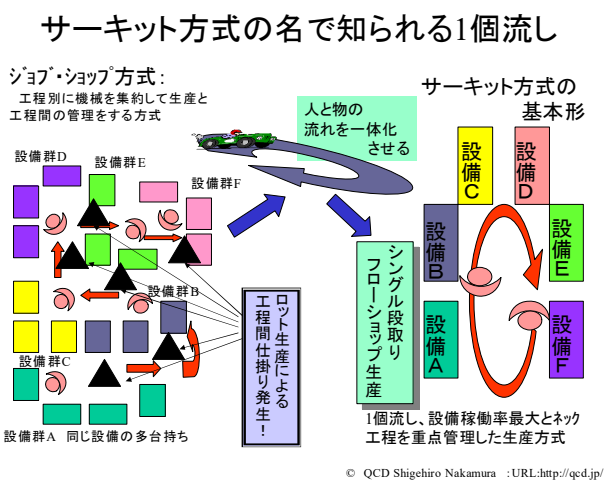 サーキット方式の名で知られる1個流し
ジョブ・ショップ方式：
工程別に機械を集約して生産と
工程間の管理をする方式
人と物の
流れを一体化
させる
サーキット方式の
基本形
設備群D
設備群E
設備群F
設備群B
設備群C
設備群A 同じ設備の多台持ち
ロット生産による
工程間仕掛り発生！
シングル段取り
フローショップ生産
設備C
設備D
設備B
設備E
設備A
設備F
1個流し、設備稼働率最大とネック
工程を重点管理した生産方式
© QCD Shigehiro Nakamura :URL:http://qcd.jp/